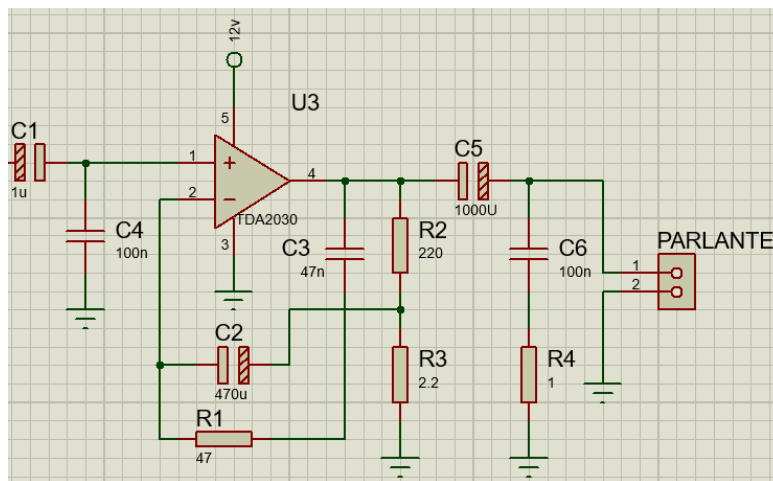 12v
U3
5
C1
1u
1
2
4
3
TDA2030
C4
100n
C3
47n
R2
220
C5
1000U
C6
100n
PARLANTE
1
2
C2
470u
R3
2.2
R4
1
R1
47